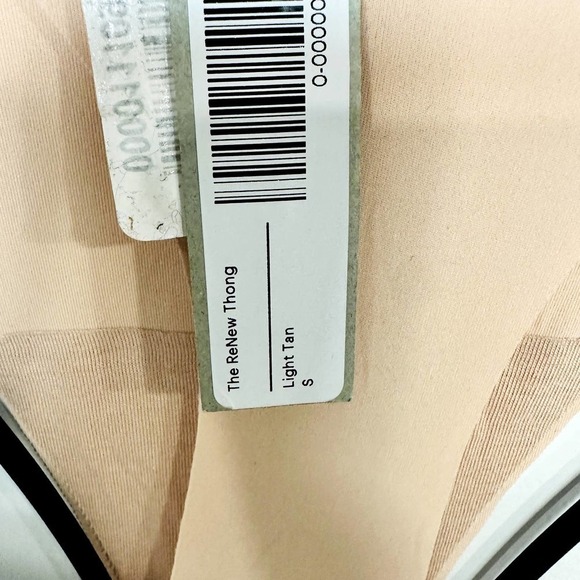 0-00000
The ReNew Thong
Light Tan
S